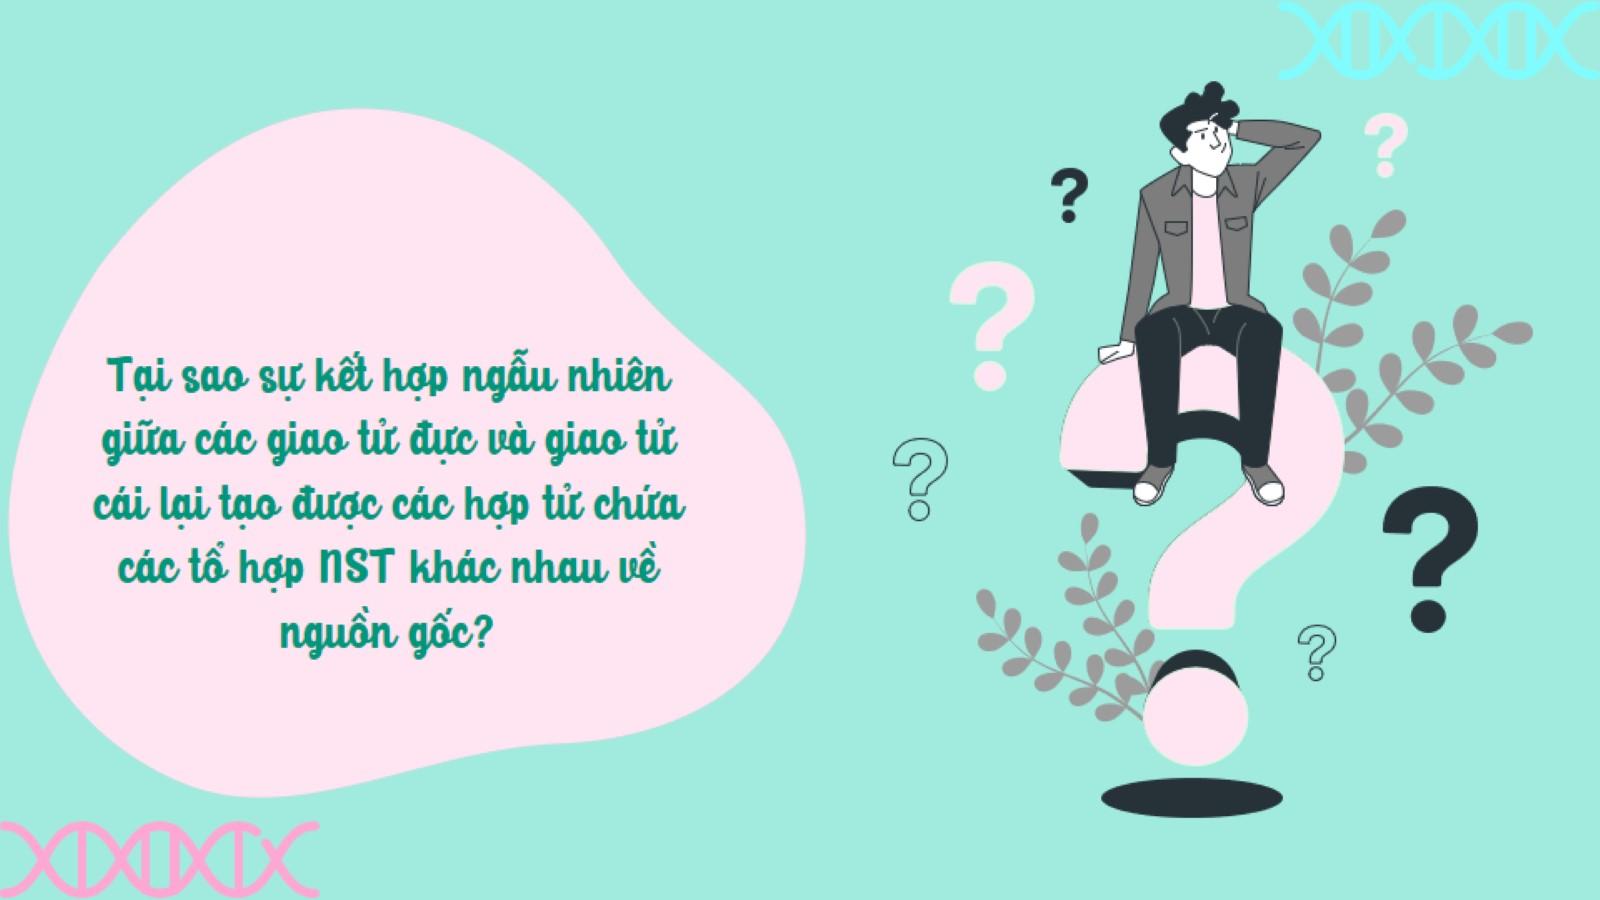 Tại sao sự kết hợp ngẫu nhiên
giữa các giao tử đực và giao tử
cái lại tạo được các hợp tử chứa
các tổ hợp NST khác nhau về
nguồn gốc?